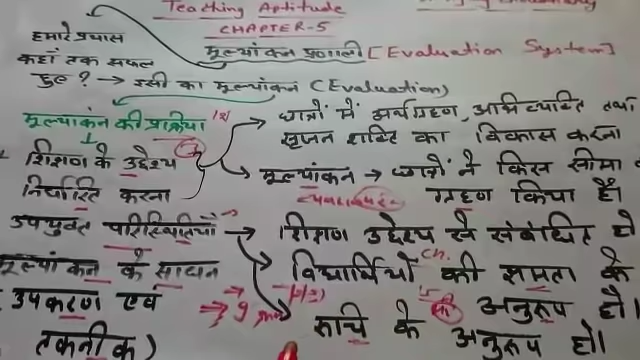 Teaching Aptitude
CHAPTER-5
मूल्यांकन प्रणाली [Evaluation System]
हमारे प्रयास
कहाँ तक सफल
हुए ? → इसी का मूल्यांकन (Evaluation)
मूल्यांकन की प्रक्रिया
→ छात्रों में अर्थग्रहण, अभिव्यक्ति तथा
सृजन शक्ति का विकास करना
शिक्षण के उद्देश्य
निर्धारित करना
मूल्यांकन → छात्रों ने किस सीमा
ग्रहण किया है।
उपयुक्त परिस्थितियाँ → शिक्षण उद्देश्य से संबंधित हो
विद्यार्थियों की क्षमता के
अनुरूप हो।
रूचि के अनुरूप हो।
मूल्यांकन के साधन
उपकरण एवं
तकनीक)